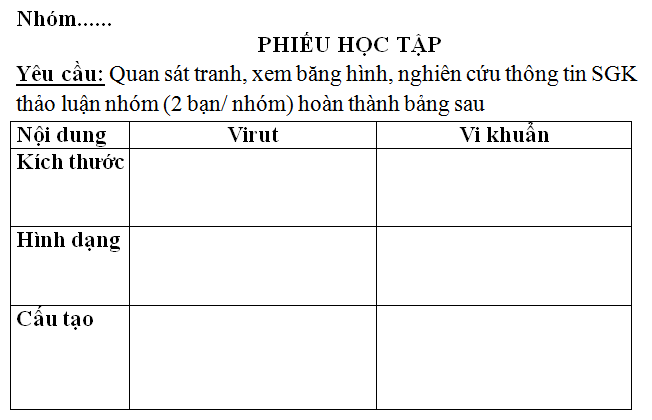 Nhóm......
PHIẾU HỌC TẬP
Yêu cầu: Quan sát tranh, xem băng hình, nghiên cứu thông tin SGK
thảo luận nhóm (2 bạn/ nhóm) hoàn thành bảng sau
Nội dung Virut Vi khuẩn
Kích thước
Hình dạng
Cấu tạo